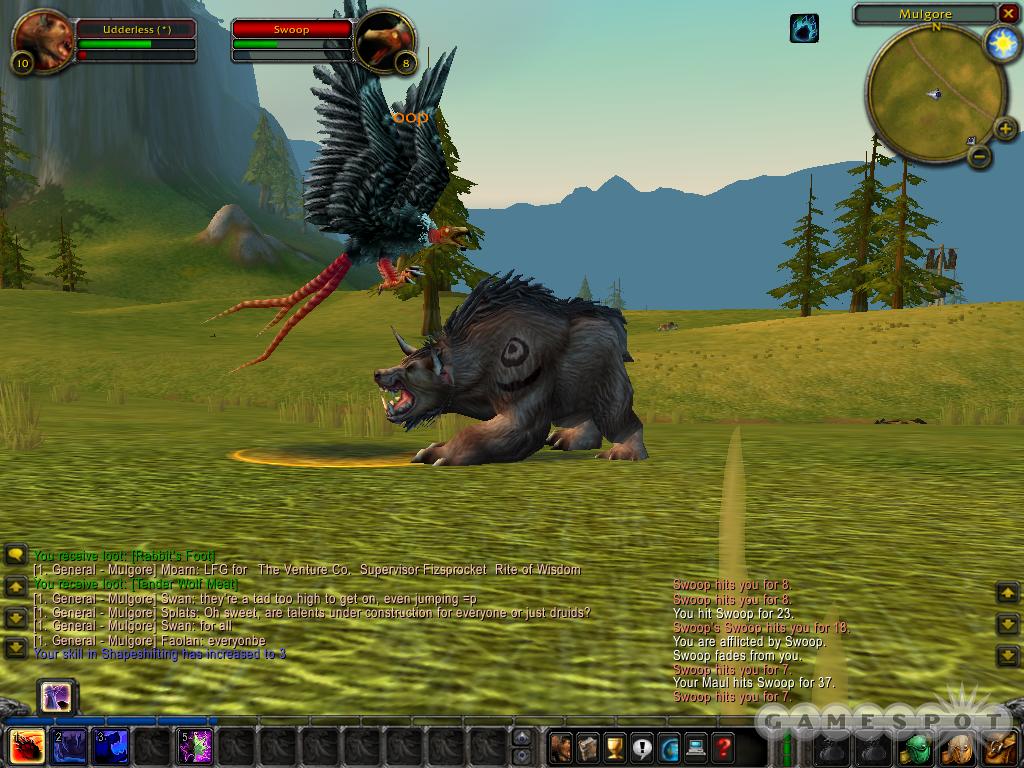 Udderless (*)
10
Swoop
8
Mulgore
N
oop
You receive loot: [Rabbit's Foot]
[1. General - Mulgore] Moarn: LFG for The Venture Co. Supervisor Fizsprocket Rite of Wisdom
You receive loot: [Tender Wolf Meat]
[1. General - Mulgore] Swan: they're a tad too high to get on, even jumping =p
[1. General - Mulgore] Splats: Oh sweet, are talents under construction for everyone or just druids?
[1. General - Mulgore] Swan: for all
[1. General - Mulgore] Faolan: everyonbe
Your skill in Shapeshifting has increased to 3
Swoop hits you for 8.
Swoop hits you for 8.
You hit Swoop for 23.
Swoop's Swoop hits you for 18.
You are afflicted by Swoop.
Swoop fades from you.
Swoop hits you for 7.
Your Maul hits Swoop for 37.
Swoop hits you for 7.
GAMESPOT
1 2 3 5